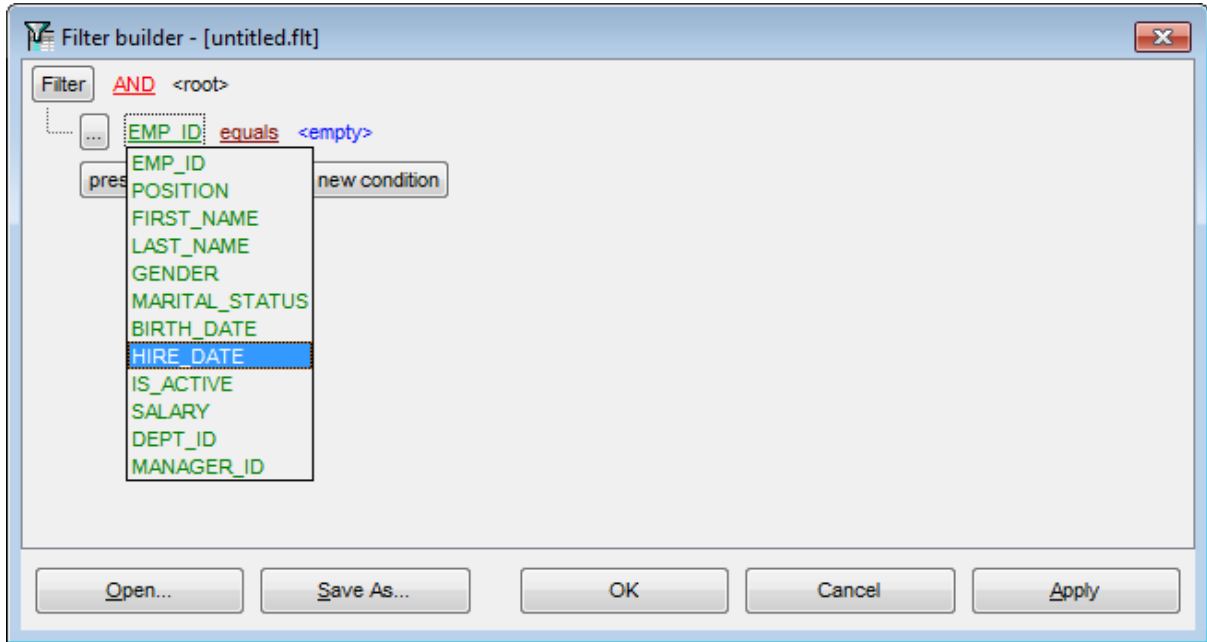 Filter builder - [untitled.flt]
Filter AND <root>
... EMP_ID equals <empty>
EMP_ID
pres new condition
POSITION
FIRST_NAME
LAST_NAME
GENDER
MARITAL_STATUS
BIRTH_DATE
HIRE_DATE
IS_ACTIVE
SALARY
DEPT_ID
MANAGER_ID
Open... Save As... OK Cancel Apply